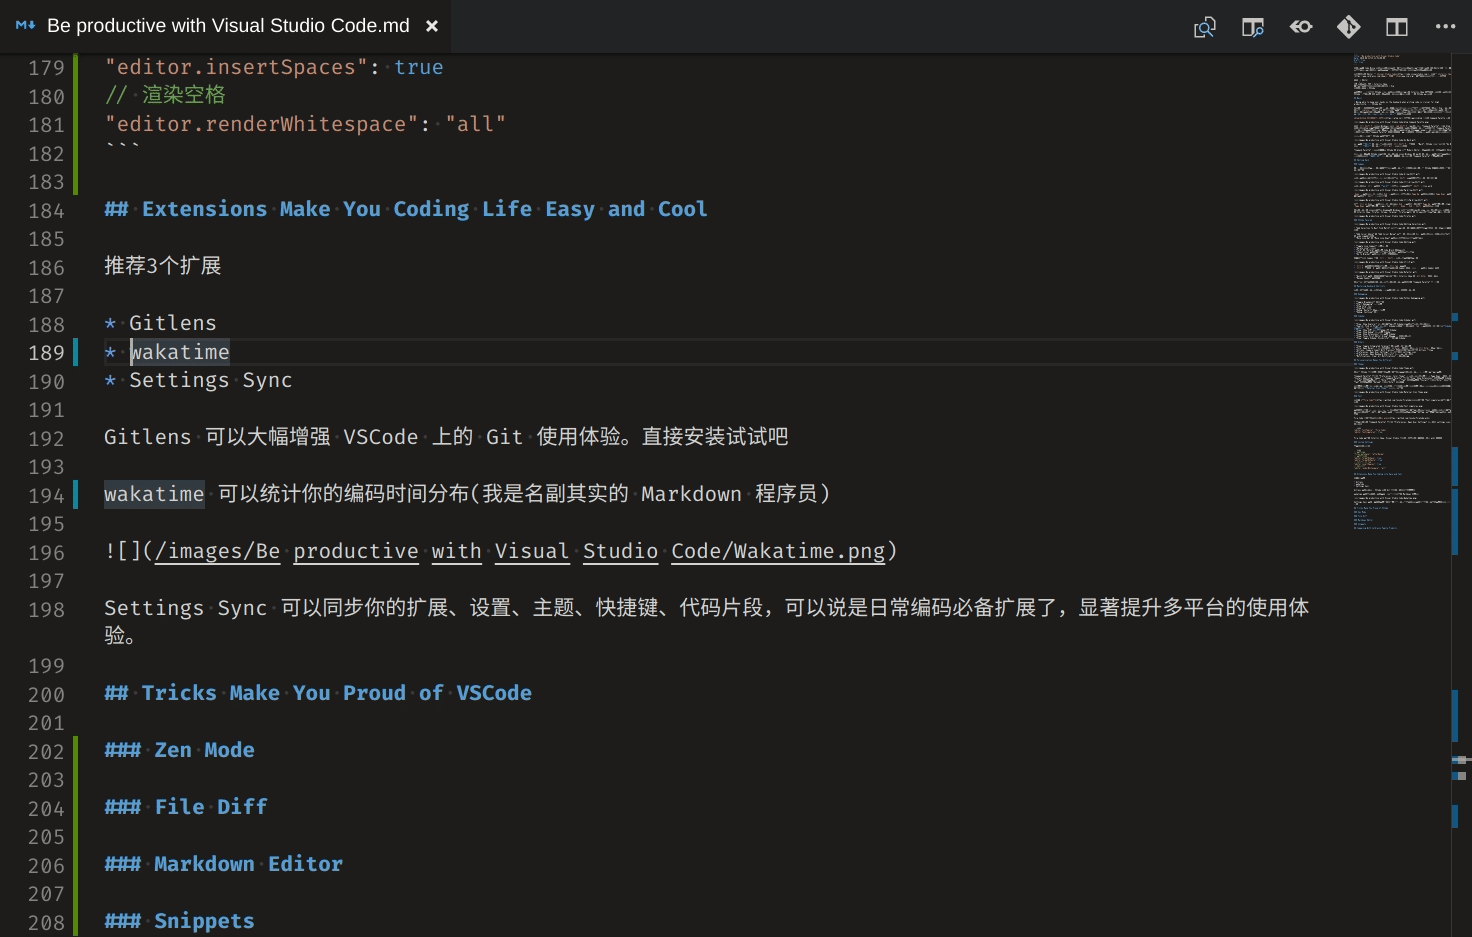 Be productive with Visual Studio Code.md
179 "editor.insertSpaces": true
180 // 渲染空格
181 "editor.renderWhitespace": "all"
182 ```
183
184 ## Extensions Make You Coding Life Easy and Cool
185
186 推荐3个扩展
187
188 * Gitlens
189 * wakatime
190 * Settings Sync
191
192 Gitlens 可以大幅增强 VSCode 上的 Git 使用体验。直接安装试试吧
193
194 wakatime 可以统计你的编码时间分布(我是名副其实的 Markdown 程序员)
195
196 ![](/images/Be productive with Visual Studio Code/Wakatime.png)
197
198 Settings Sync 可以同步你的扩展、设置、主题、快捷键、代码片段，可以说是日常编码必备扩展了，显著提升多平台的使用体
验。
199
200 ## Tricks Make You Proud of VSCode
201
202 ### Zen Mode
203
204 ### File Diff
205
206 ### Markdown Editor
207
208 ### Snippets